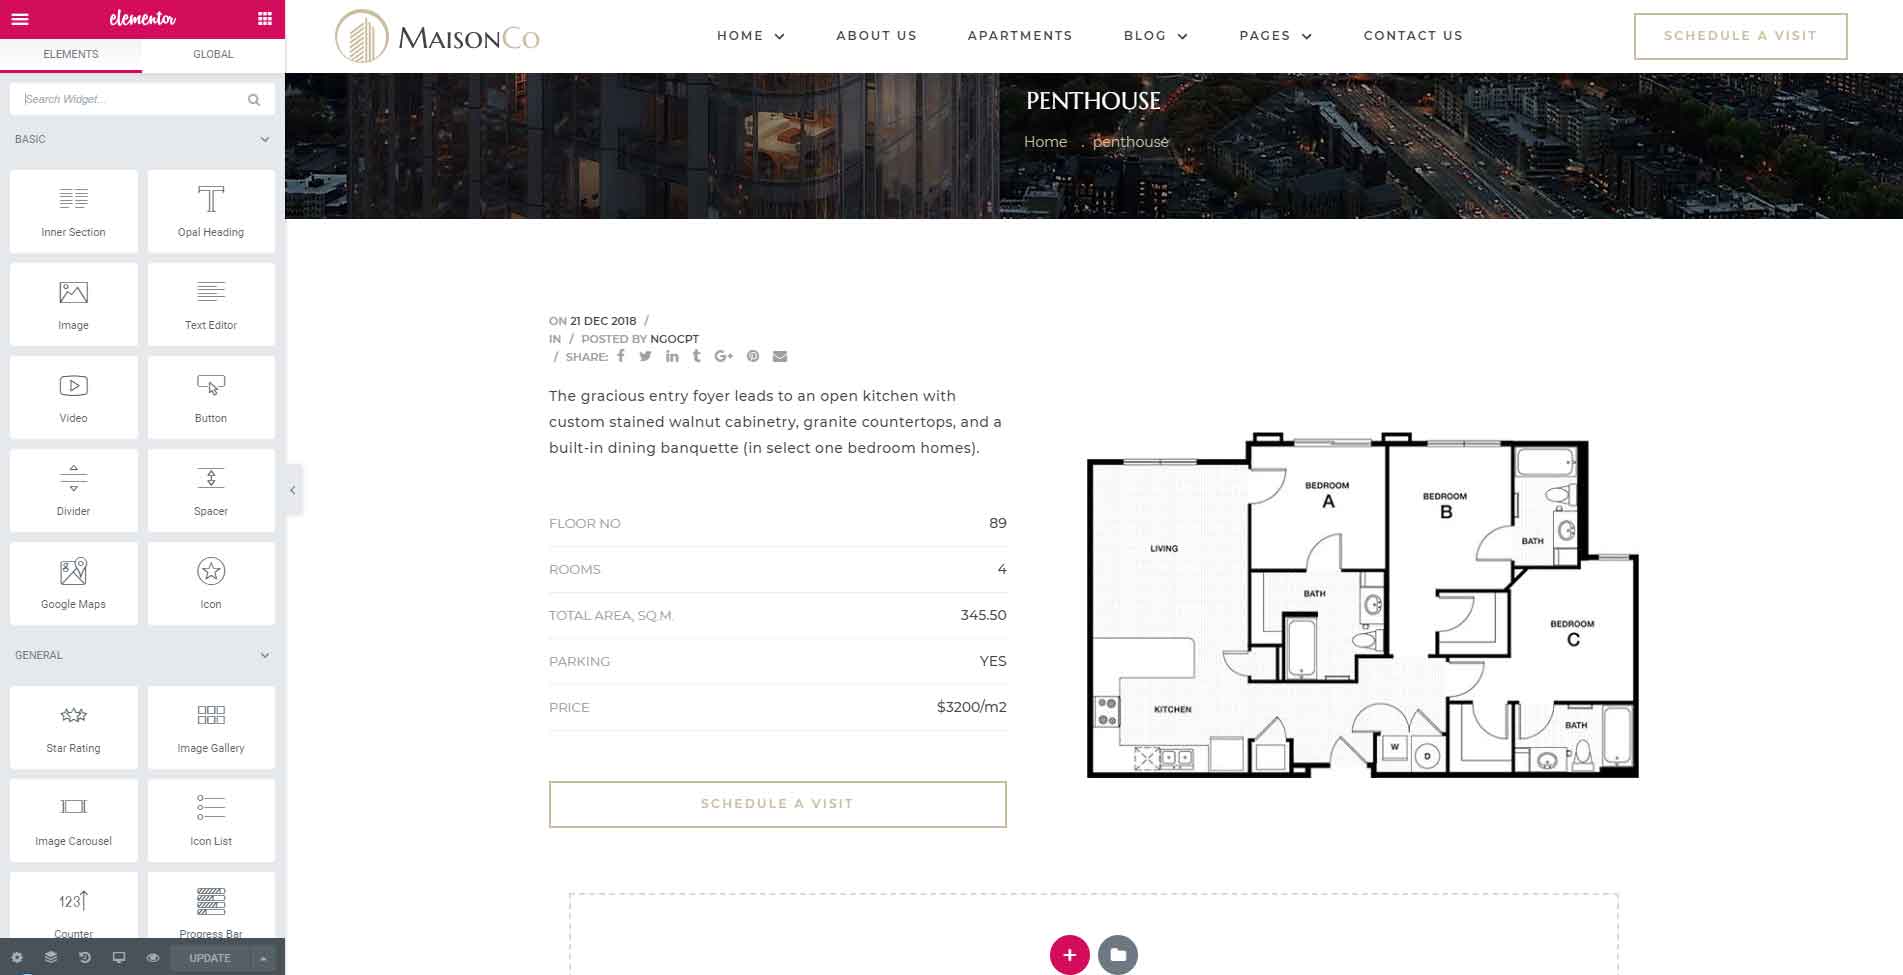 elementor
ELEMENTS GLOBAL
Search Widget...
BASIC
Inner Section Opal Heading
Image Text Editor
Video Button
Divider Spacer
Google Maps Icon
GENERAL
Star Rating Image Gallery
Image Carousel Icon List
123
Counter Progress Bar
UPDATE
MAISONCO
HOME ABOUT US APARTMENTS BLOG PAGES CONTACT US
SCHEDULE A VISIT
PENTHOUSE
Home . penthouse
ON 21 DEC 2018 /
IN / POSTED BY NGOCPT
/ SHARE:
The gracious entry foyer leads to an open kitchen with
custom stained walnut cabinetry, granite countertops, and a
built-in dining banquette (in select one bedroom homes).
FLOOR NO 89
ROOMS 4
TOTAL AREA, SQ.M. 345.50
PARKING YES
PRICE $3200/m2
SCHEDULE A VISIT
BEDROOM
A
BEDROOM
B
BATH
LIVING
BATH
BEDROOM
C
KITCHEN
BATH
W
D